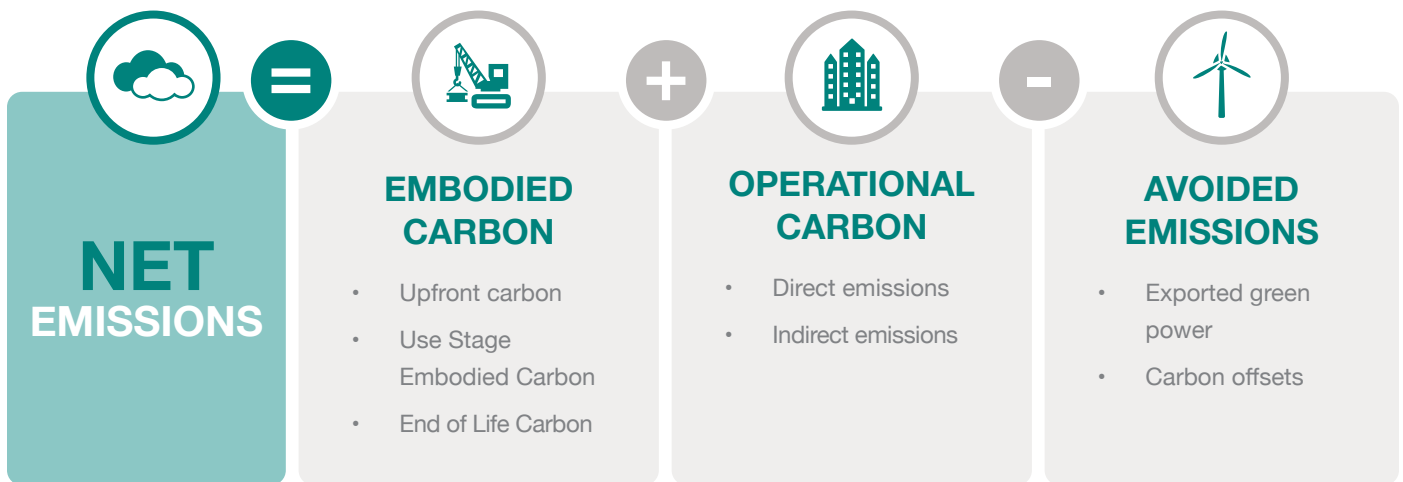 =
+
-
NET
EMISSIONS
EMBODIED
CARBON
• Upfront carbon
• Use Stage
Embodied Carbon
• End of Life Carbon
OPERATIONAL
CARBON
• Direct emissions
• Indirect emissions
AVOIDED
EMISSIONS
• Exported green
power
• Carbon offsets